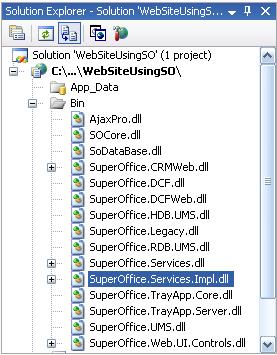 Solution Explorer - Solution 'WebSiteUsingS...
Solution 'WebSiteUsingSO' (1 project)
C:\...\WebSiteUsingSO\
App_Data
Bin
AjaxPro.dll
SOCore.dll
SoDataBase.dll
SuperOffice.CRMWeb.dll
SuperOffice.DCF.dll
SuperOffice.DCFWeb.dll
SuperOffice.HDB.UMS.dll
SuperOffice.Legacy.dll
SuperOffice.RDB.UMS.dll
SuperOffice.Services.dll
SuperOffice.Services.Impl.dll
SuperOffice.TrayApp.Core.dll
SuperOffice.TrayApp.Server.dll
SuperOffice.UMS.dll
SuperOffice.Web.UI.Controls.dll